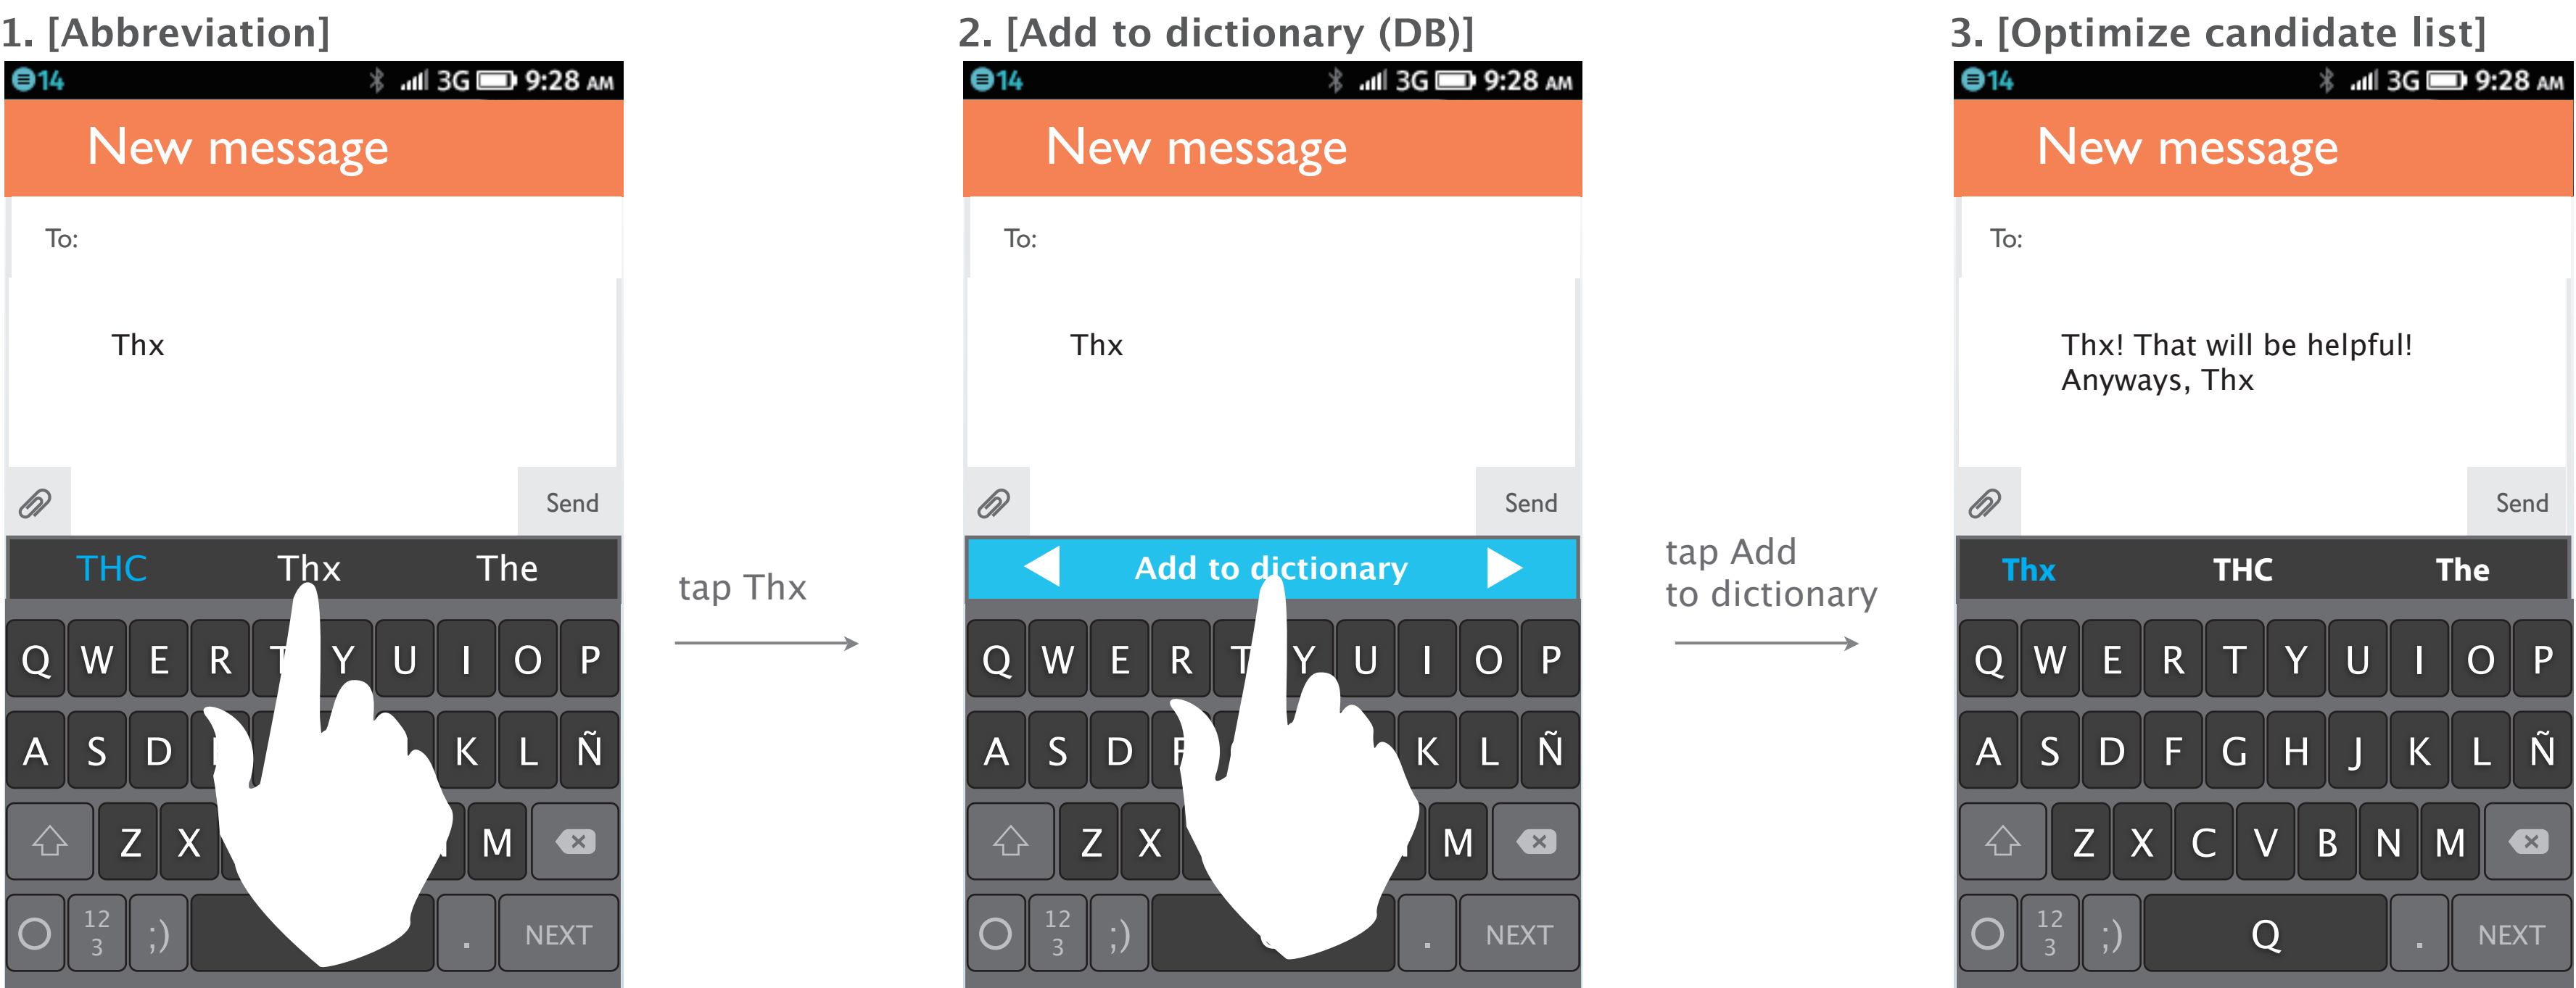 1. [Abbreviation]
14 3G 9:28 AM
New message
To:
Thx
Send
THC Thx The
Q W E R T Y U I O P
A S D F K L Ñ
Z X M
12
3 ;) . NEXT
tap Thx
2. [Add to dictionary (DB)]
14 3G 9:28 AM
New message
To:
Thx
Send
Add to dictionary
Q W E R T Y U I O P
A S D F K L Ñ
Z X M
12
3 ;) . NEXT
tap Add
to dictionary
3. [Optimize candidate list]
14 3G 9:28 AM
New message
To:
Thx! That will be helpful!
Anyways, Thx
Send
Thx THC The
Q W E R T Y U I O P
A S D F G H J K L Ñ
Z X C V B N M
12
3 ;) Q . NEXT